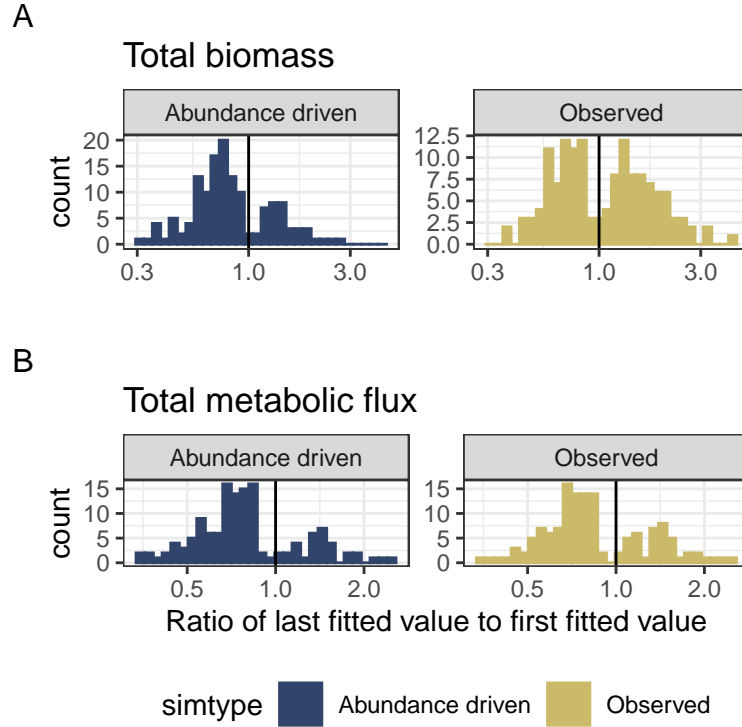 A
Total biomass
Abundance driven Observed
count
20
15
10
5
0
0.3 1.0 3.0
12.5
10.0
7.5
5.0
2.5
0.0
0.3 1.0 3.0
B
Total metabolic flux
Abundance driven Observed
count
15
10
5
0
0.5 1.0 2.0
15
10
5
0
0.5 1.0 2.0
Ratio of last fitted value to first fitted value
simtype Abundance driven Observed